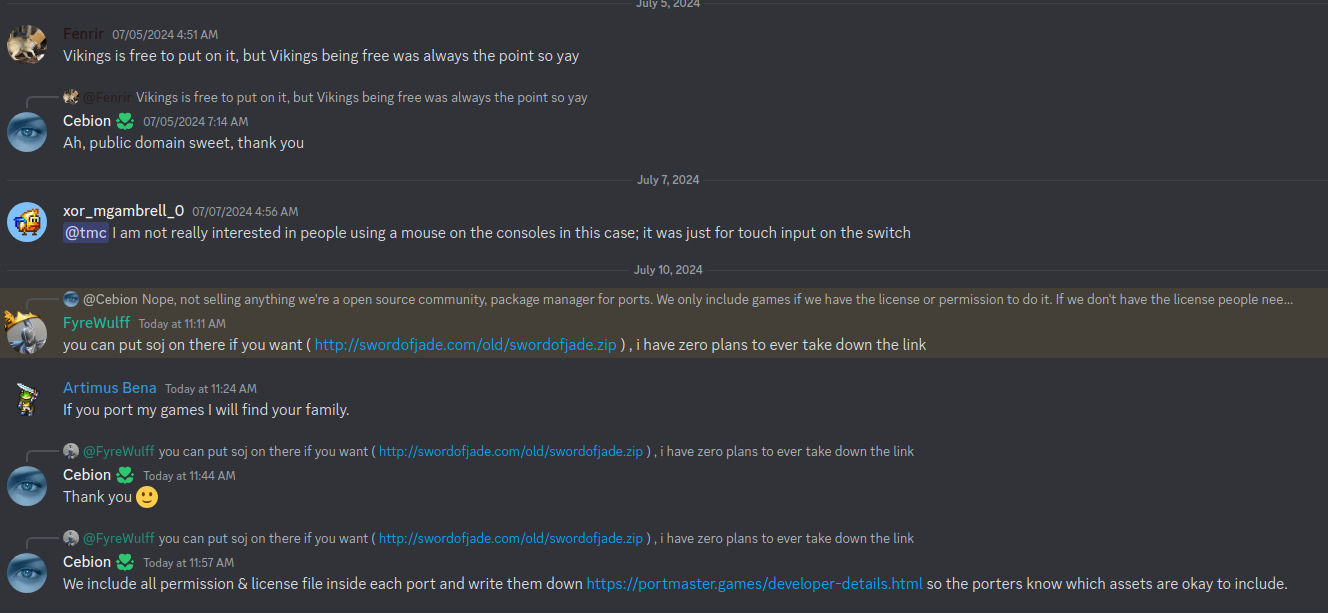 July 5, 2024
Fenrir 07/05/2024 4:51 AM
Vikings is free to put on it, but Vikings being free was always the point so yay
@Fenrir Vikings is free to put on it, but Vikings being free was always the point so yay
Cebion 07/05/2024 7:14 AM
Ah, public domain sweet, thank you
July 7, 2024
xor_mgambrell_0 07/07/2024 4:56 AM
@tmc I am not really interested in people using a mouse on the consoles in this case; it was just for touch input on the switch
July 10, 2024
@Cebion Nope, not selling anything we're a open source community, package manager for ports. We only include games if we have the license or permission to do it. If we don't have the license people nee...
FyreWulff Today at 11:11 AM
you can put soj on there if you want ( http://swordofjade.com/old/swordofjade.zip ) , i have zero plans to ever take down the link
Artimus Bena Today at 11:24 AM
If you port my games I will find your family.
@FyreWulff you can put soj on there if you want ( http://swordofjade.com/old/swordofjade.zip ) , i have zero plans to ever take down the link
Cebion Today at 11:44 AM
Thank you 🙂
@FyreWulff you can put soj on there if you want ( http://swordofjade.com/old/swordofjade.zip ) , i have zero plans to ever take down the link
Cebion Today at 11:57 AM
We include all permission & license file inside each port and write them down https://portmaster.games/developer-details.html so the porters know which assets are okay to include.